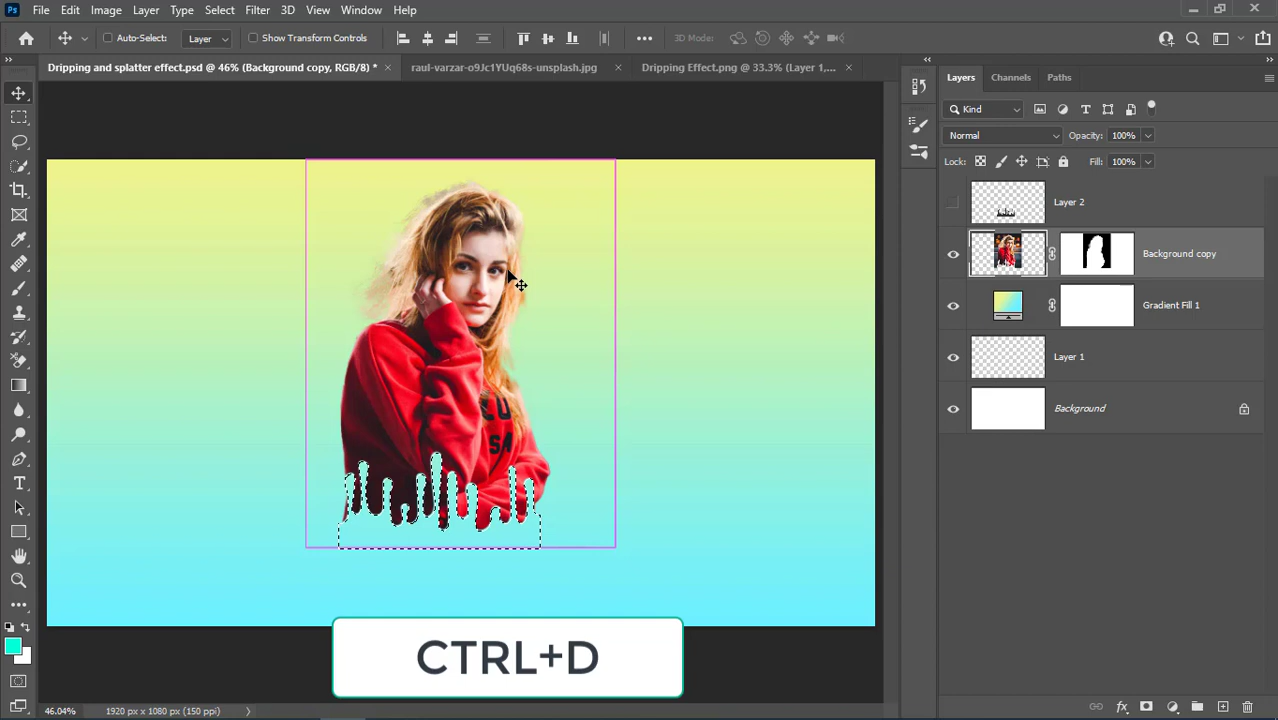 Ps File Edit Image Layer Type Select Filter 3D View Window Help
Auto-Select: Layer Show Transform Controls 3D Mode:
Dripping and splatter effect.psd @ 46% (Background copy, RGB/8) * raul-varzar-o9Jc1YUq68s-unsplash.jpg Dripping Effect.png @ 33.3% (Layer 1,...
Layers Channels Paths
Kind
Normal Opacity: 100%
Lock: Fill: 100%
Layer 2
Background copy
Gradient Fill 1
Layer 1
Background
LU
SA
CTRL+D
46.04% 1920 px x 1080 px (150 ppi)